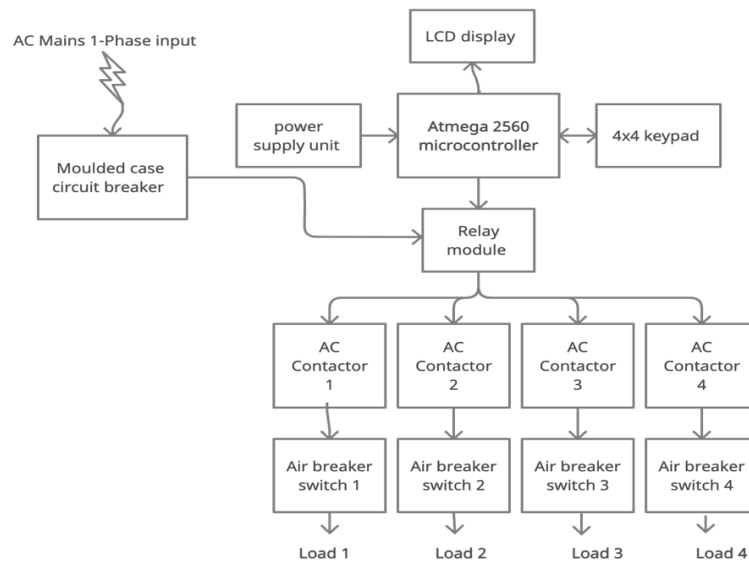 AC Mains 1-Phase input
LCD display
power
supply unit
Atmega 2560
microcontroller
4x4 keypad
Moulded case
circuit breaker
Relay
module
AC
Contactor
1
AC
Contactor
2
AC
Contactor
3
AC
Contactor
4
Air breaker
switch 1
Air breaker
switch 2
Air breaker
switch 3
Air breaker
switch 4
Load 1
Load 2
Load 3
Load 4